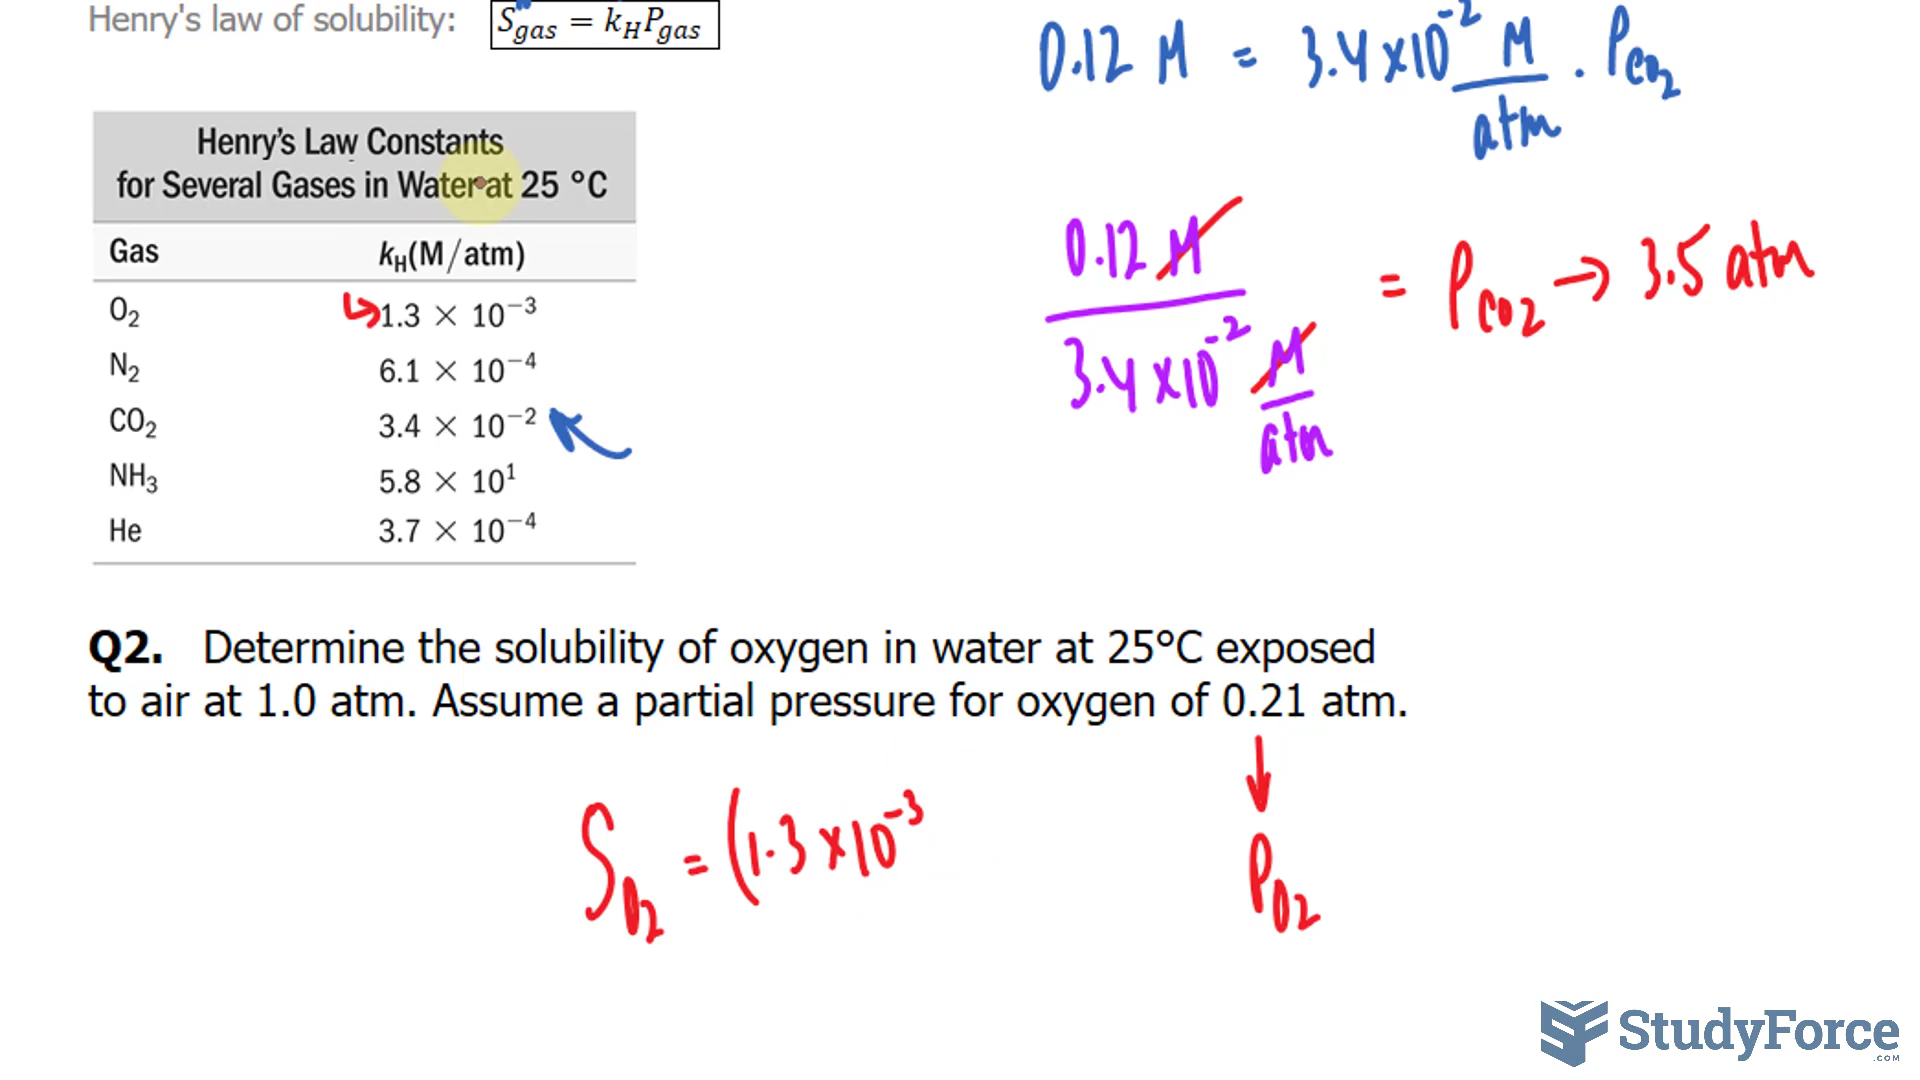 Henry's law of solubility: S_gas = k_H P_gas
0.12 M = 3.4×10⁻² M/atm · P_CO₂
Henry's Law Constants
for Several Gases in Water at 25 °C
Gas k_H(M/atm)
O₂ 1.3 × 10⁻³
N₂ 6.1 × 10⁻⁴
CO₂ 3.4 × 10⁻²
NH₃ 5.8 × 10¹
He 3.7 × 10⁻⁴
0.12 M
3.4×10⁻² M/atm
= P_CO₂ → 3.5 atm
Q2. Determine the solubility of oxygen in water at 25°C exposed
to air at 1.0 atm. Assume a partial pressure for oxygen of 0.21 atm.
S_O₂ = (1.3×10⁻³
P_O₂
StudyForce
.COM